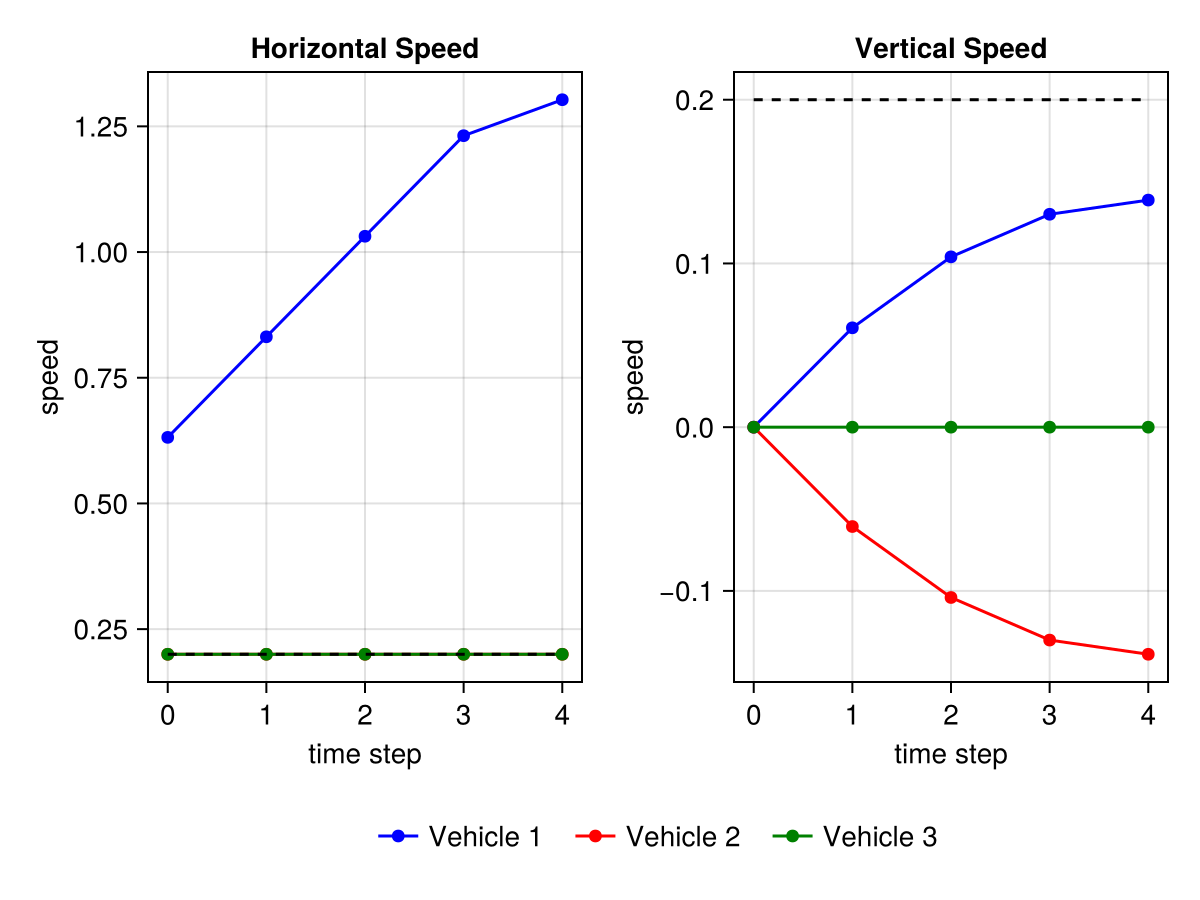 Horizontal Speed
1.25
1.00
0.75
0.50
0.25
speed
0 1 2 3 4
time step
Vertical Speed
0.2
0.1
0.0
−0.1
speed
0 1 2 3 4
time step
Vehicle 1 Vehicle 2 Vehicle 3